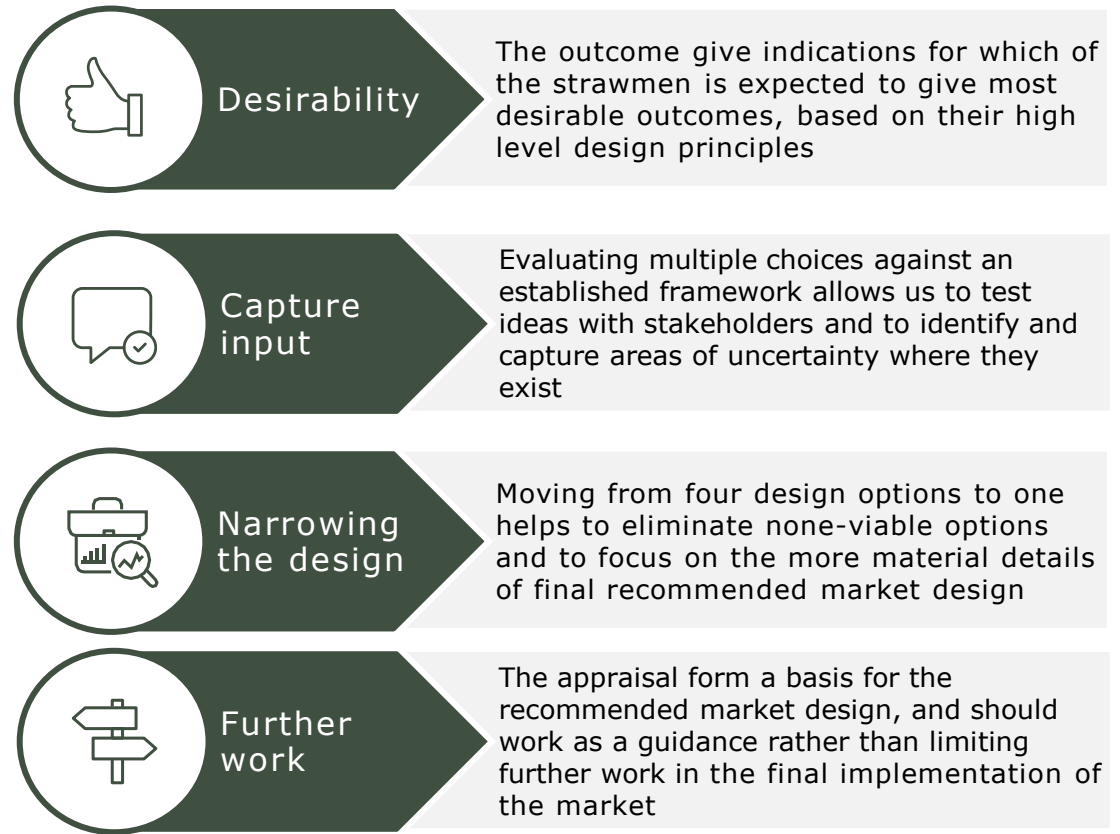 Desirability
The outcome give indications for which of
the strawmen is expected to give most
desirable outcomes, based on their high
level design principles
Capture
input
Evaluating multiple choices against an
established framework allows us to test
ideas with stakeholders and to identify and
capture areas of uncertainty where they
exist
Narrowing
the design
Moving from four design options to one
helps to eliminate none-viable options
and to focus on the more material details
of final recommended market design
Further
work
The appraisal form a basis for the
recommended market design, and should
work as a guidance rather than limiting
further work in the final implementation of
the market